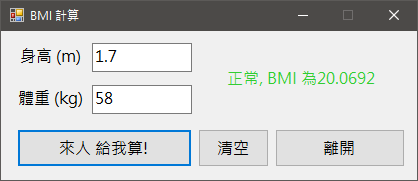 BMI 計算
身高 (m) 1.7
正常, BMI 為20.0692
體重 (kg) 58
來人 給我算! 清空 離開